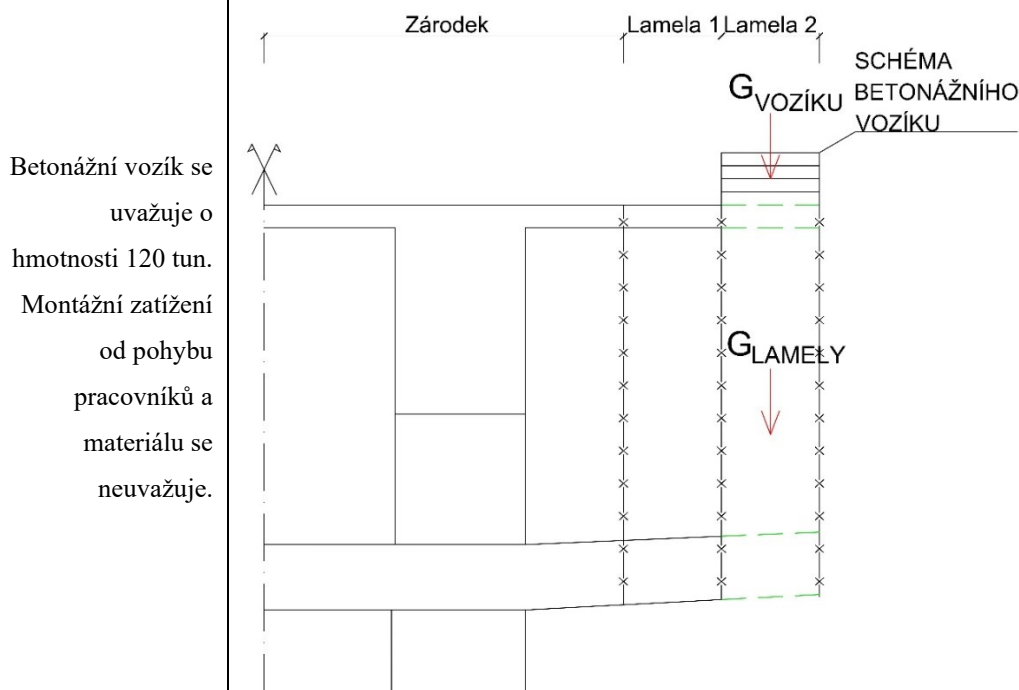 Zárodek
Lamela 1
Lamela 2
SCHÉMA
BETONÁŽNÍHO
VOZÍKU
G VOZÍKU
Betonážní vozík se
uvažuje o
hmotnosti 120 tun.
Montážní zatížení
od pohybu
pracovníků a
materiálu se
neuvažuje.
G LAMELY